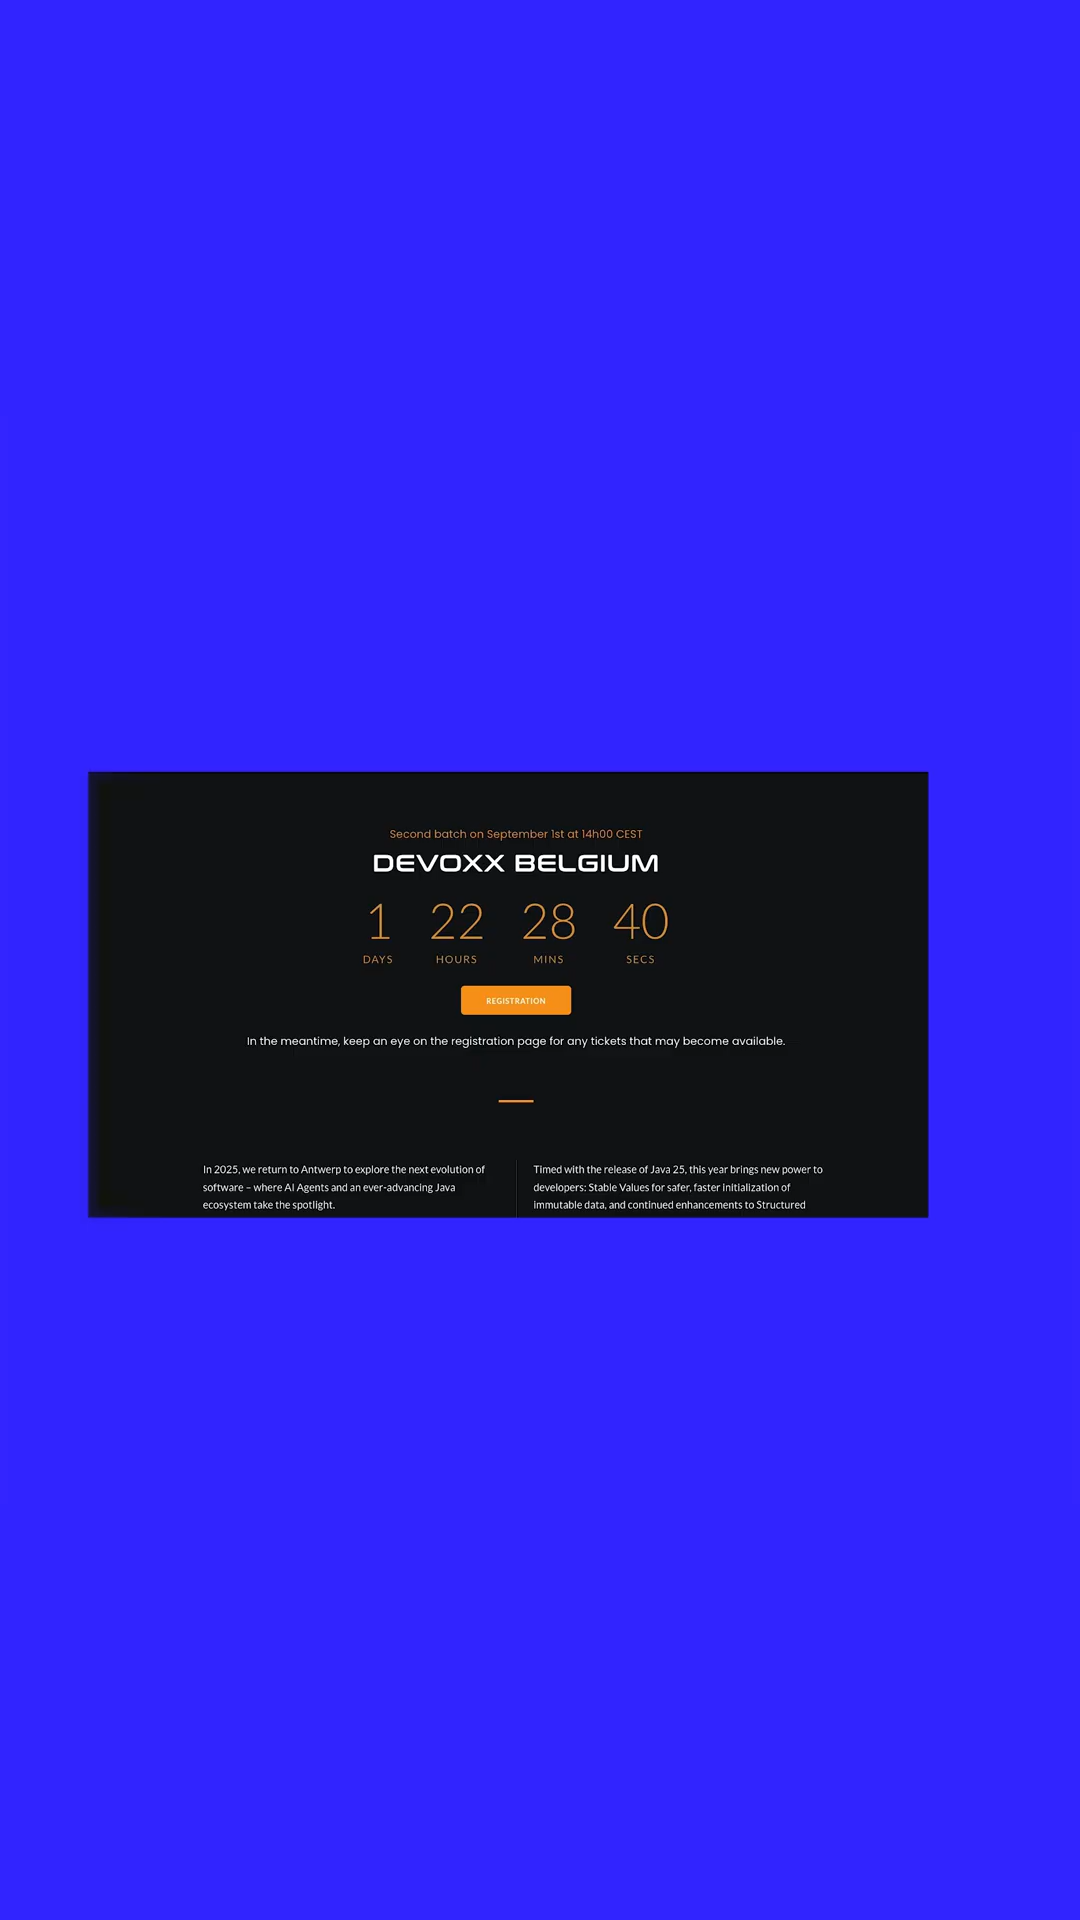 Second batch on September 1st at 14h00 CEST
DEVOXX BELGIUM
1 22 28 40
DAYS HOURS MINS SECS
REGISTRATION
In the meantime, keep an eye on the registration page for any tickets that may become available.
In 2025, we return to Antwerp to explore the next evolution of
software – where AI Agents and an ever-advancing Java
ecosystem take the spotlight.
Timed with the release of Java 25, this year brings new power to
developers: Stable Values for safer, faster initialization of
immutable data, and continued enhancements to Structured